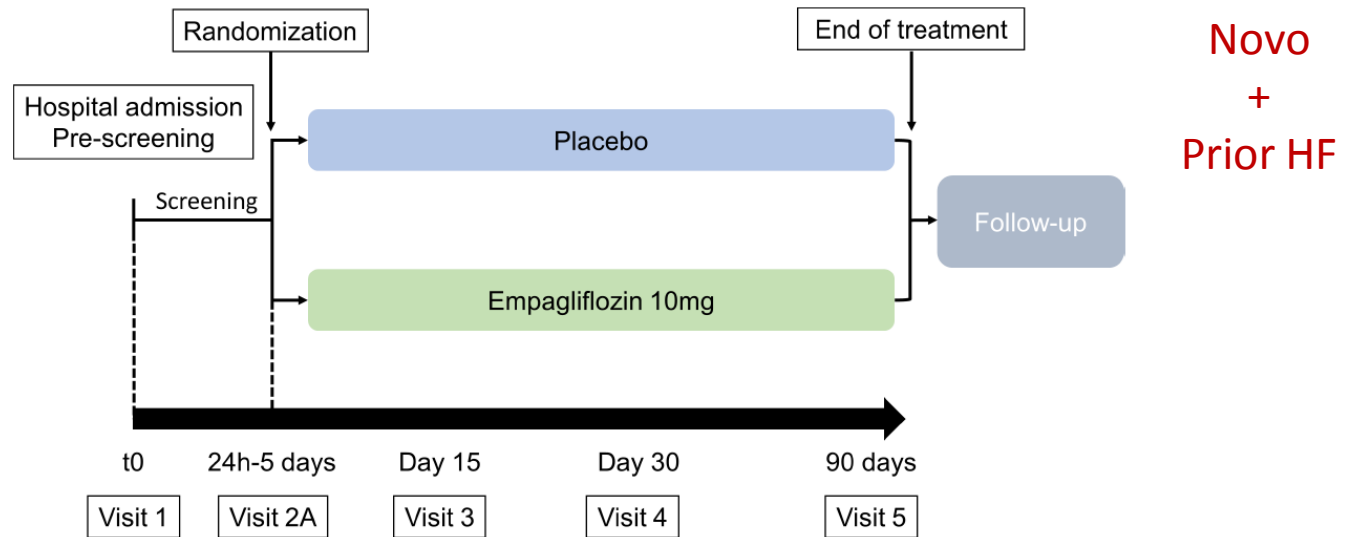 Randomization
End of treatment
Novo
+
Prior HF
Hospital admission
Pre-screening
Placebo
Screening
Follow-up
Empagliflozin 10mg
t0
24h-5 days
Day 15
Day 30
90 days
Visit 1
Visit 2A
Visit 3
Visit 4
Visit 5